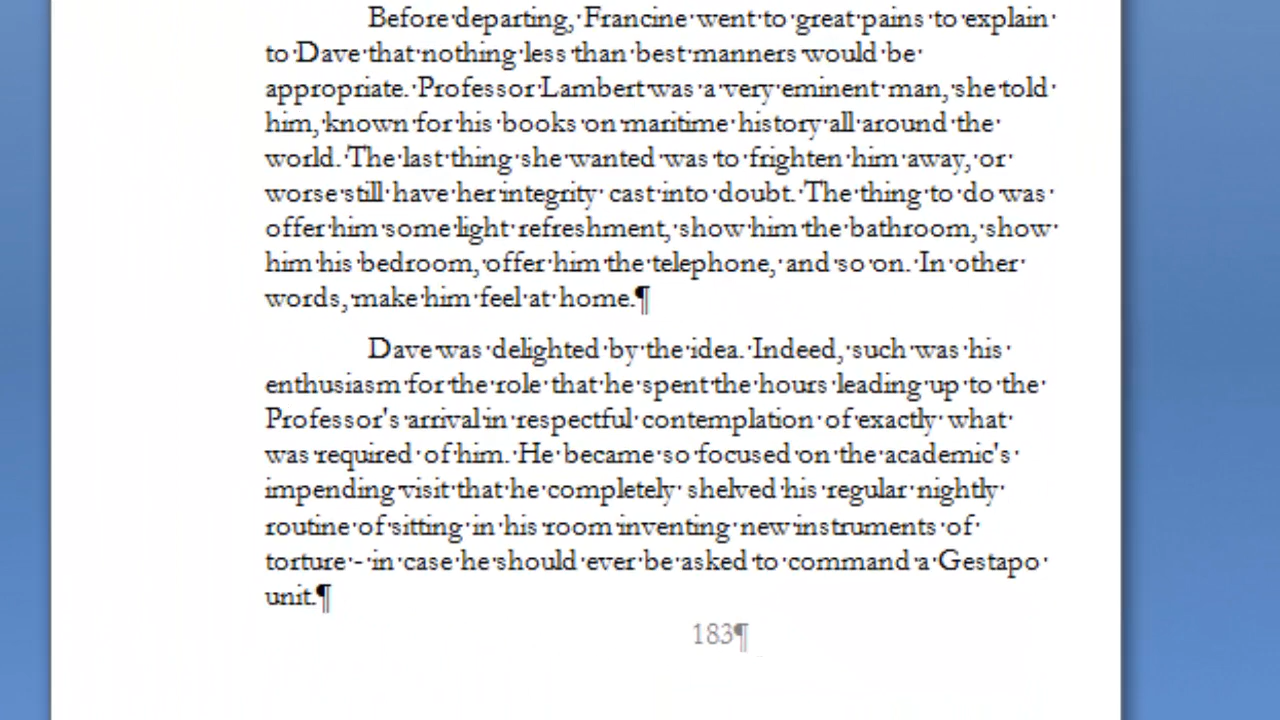 Before departing, Francine went to great pains to explain
to Dave that nothing less than best manners would be
appropriate. Professor Lambert was a very eminent man, she told
him, known for his books on maritime history all around the
world. The last thing she wanted was to frighten him away, or
worse still have her integrity cast into doubt. The thing to do was
offer him some light refreshment, show him the bathroom, show
him his bedroom, offer him the telephone, and so on. In other
words, make him feel at home.¶
Dave was delighted by the idea. Indeed, such was his
enthusiasm for the role that he spent the hours leading up to the
Professor's arrival in respectful contemplation of exactly what
was required of him. He became so focused on the academic's
impending visit that he completely shelved his regular nightly
routine of sitting in his room inventing new instruments of
torture - in case he should ever be asked to command a Gestapo
unit.¶
183¶